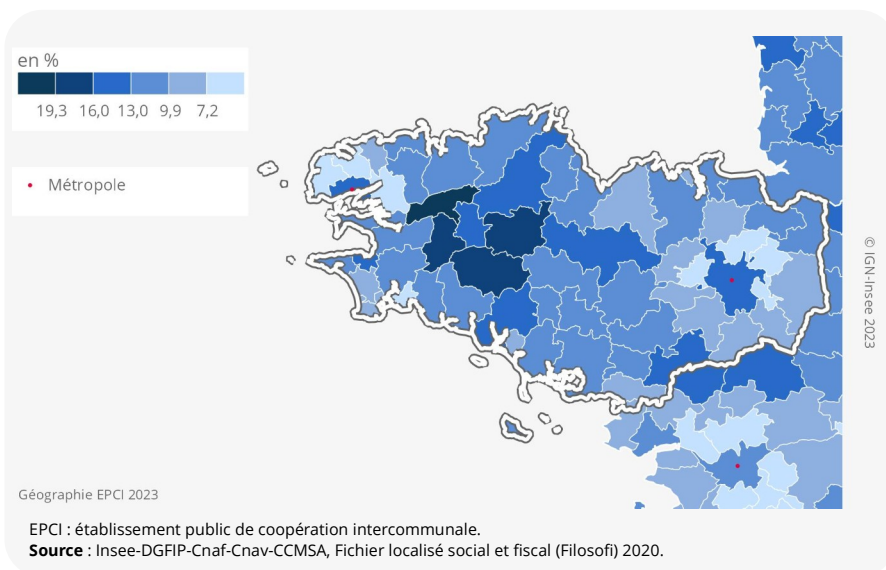 en %
19,3 16,0 13,0 9,9 7,2
Métropole
© IGN-Insee 2023
Géographie EPCI 2023
EPCI : établissement public de coopération intercommunale.
Source : Insee-DGFIP-Cnaf-Cnav-CCMSA, Fichier localisé social et fiscal (Filosofi) 2020.